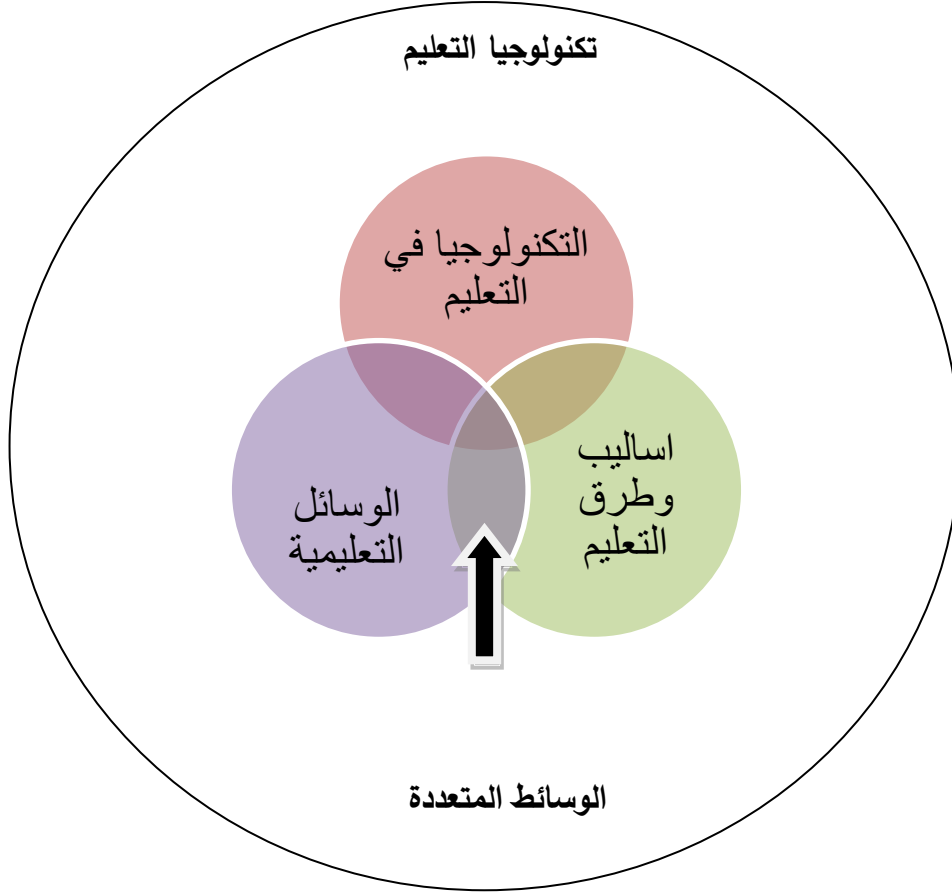 تكنولوجيا التعليم
التكنولوجيا في
التعليم
اساليب
وطرق
التعليم
الوسائل
التعليمية
الوسائط المتعددة